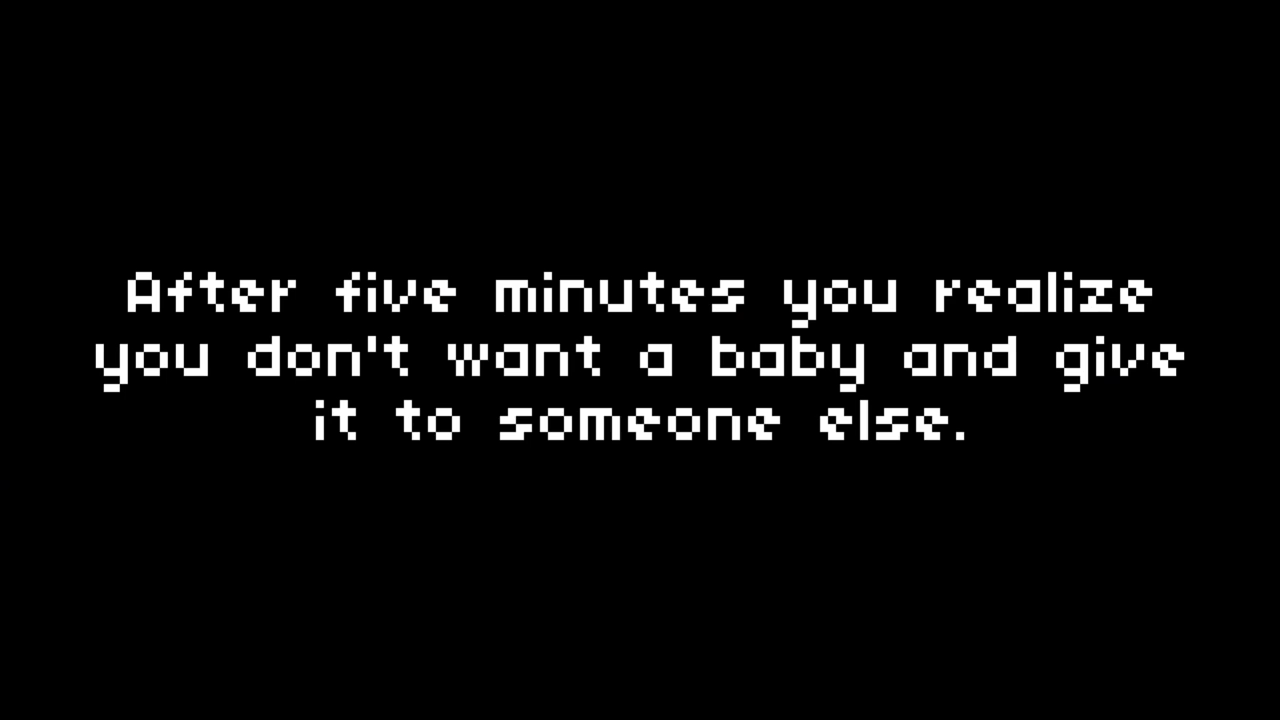 After five minutes you realize
you don't want a baby and give
it to someone else.